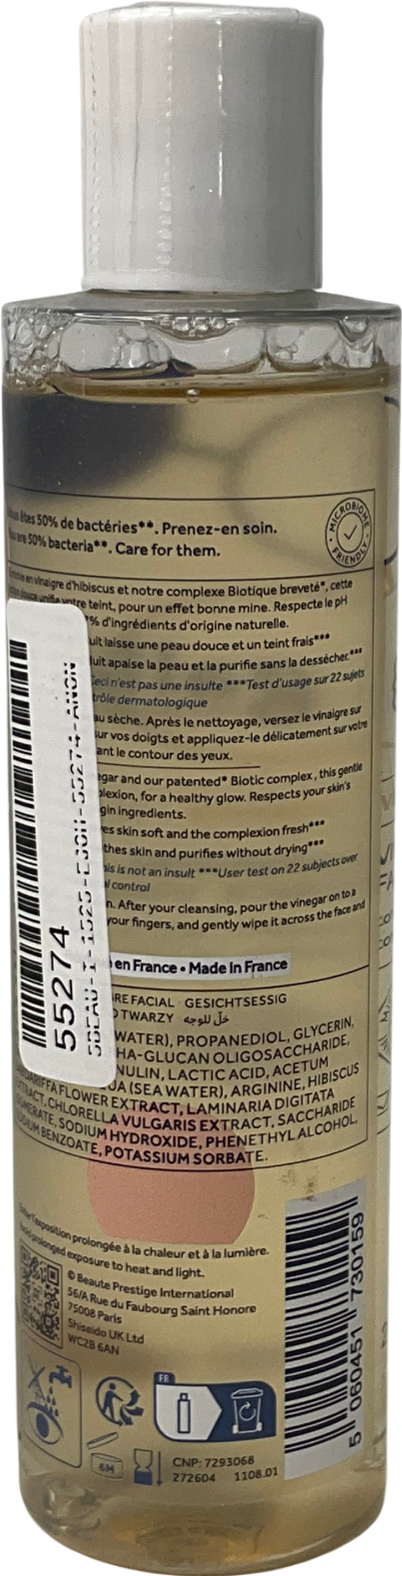 êtes 50% de bactéries**. Prenez-en soin.
are 50% bacteria**. Care for them.
MICROBIOME
FRIENDLY
en vinaigre d'hibiscus et notre complexe Biotique breveté*, cette
douce unifie votre teint, pour un effet bonne mine. Respecte le pH
% d'ingrédients d'origine naturelle.
laisse une peau douce et un teint frais***
apaise la peau et la purifie sans la dessécher.***
Ceci n'est pas une insulte ***Test d'usage sur 22 sujets
dermatologique
sèche. Après le nettoyage, versez le vinaigre sur
sur vos doigts et appliquez-le délicatement sur votre
le contour des yeux.
and our patented* Biotic complex, this gentle
for a healthy glow. Respects your skin's
ingredients.
skin soft and the complexion fresh***
skin and purifies without drying***
is not an insult ***User test on 22 subjects over
control
After your cleansing, pour the vinegar on to a
your fingers, and gently wipe it across the face and
en France • Made in France
FACIAL GESICHTSESSIG
TWARZY خلّ للوجه
(WATER), PROPANEDIOL, GLYCERIN,
ALPHA-GLUCAN OLIGOSACCHARIDE,
LACTIC ACID, ACETUM
(SEA WATER), ARGININE, HIBISCUS
FLOWER EXTRACT, LAMINARIA DIGITATA
EXTRACT, CHLORELLA VULGARIS EXTRACT, SACCHARIDE
SODIUM HYDROXIDE, PHENETHYL ALCOHOL,
BENZOATE, POTASSIUM SORBATE.
l'exposition prolongée à la chaleur et à la lumière.
prolonged exposure to heat and light.
© Beaute Prestige International
56/A Rue du Faubourg Saint Honore
75008 Paris
Shiseido UK Ltd
WC2B 6AN
FR
6M
CNP: 7293068
272604 1108.01
5 060451 730159
55274